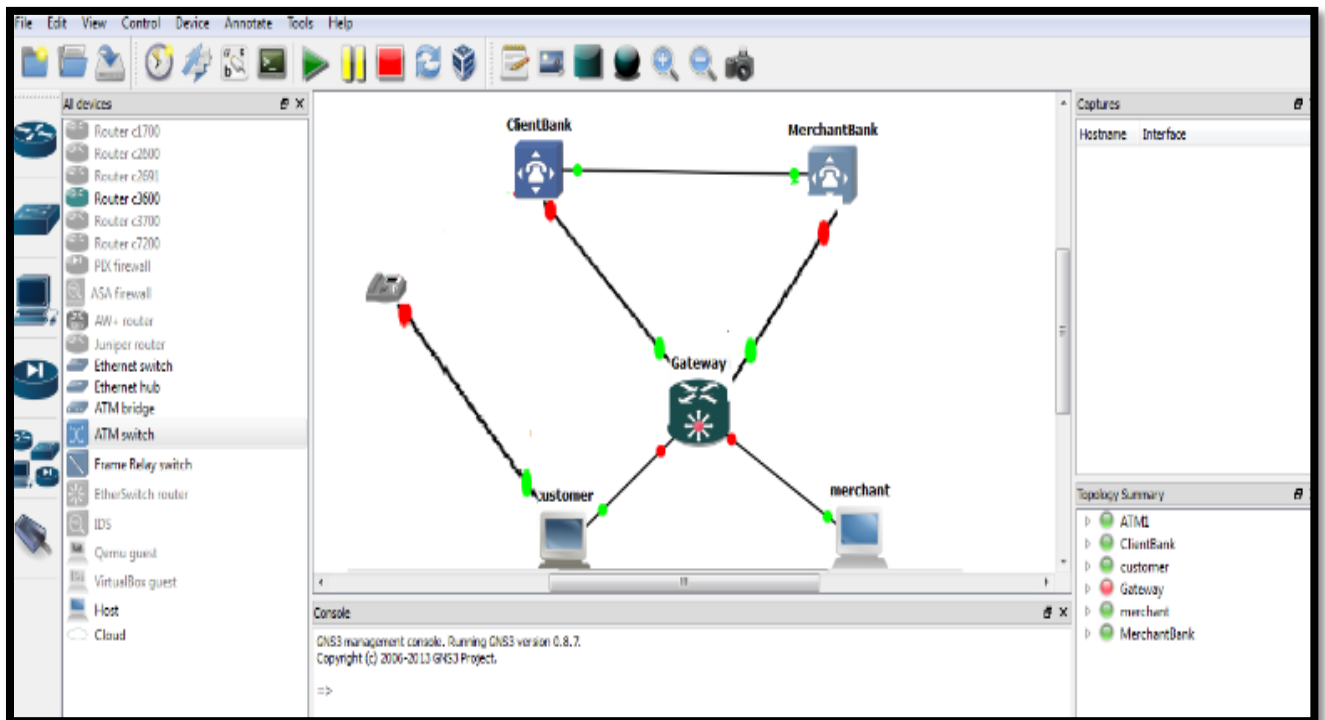 File Edit View Control Device Annotate Tools Help
All devices
Router c1700
Router c2600
Router c2691
Router c3600
Router c3700
Router c7200
PIX firewall
ASA firewall
AW+ router
Juniper router
Ethernet switch
Ethernet hub
ATM bridge
ATM switch
Frame Relay switch
EtherSwitch router
IDS
Qemu guest
VirtualBox guest
Host
Cloud
ClientBank
MerchantBank
Gateway
customer
merchant
Captures
Hostname Interface
Topology Summary
ATM1
ClientBank
customer
Gateway
merchant
MerchantBank
Console
GNS3 management console. Running GNS3 version 0.8.7.
Copyright (c) 2006-2013 GNS3 Project.
=>